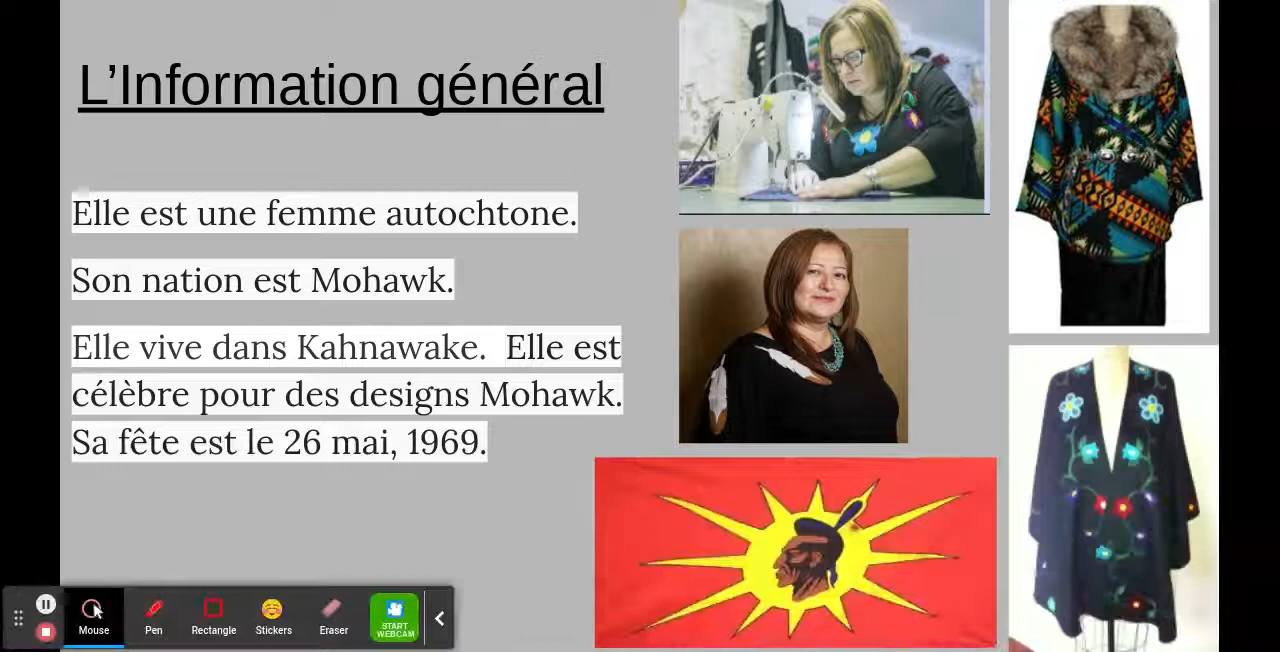 L’Information général
Elle est une femme autochtone.
Son nation est Mohawk.
Elle vive dans Kahnawake. Elle est
célèbre pour des designs Mohawk.
Sa fête est le 26 mai, 1969.
Mouse
Pen
Rectangle
Stickers
Eraser
START
WEBCAM